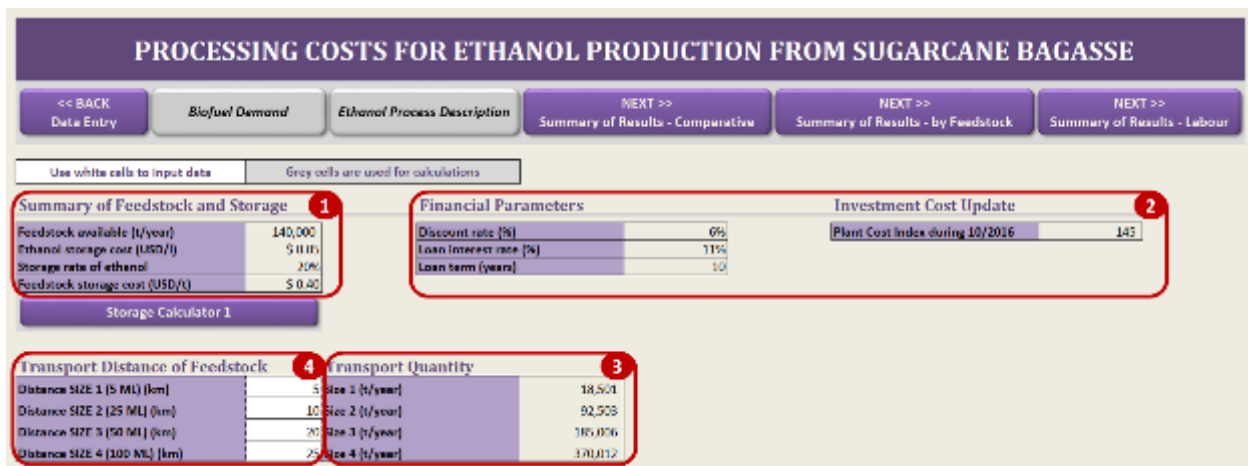 PROCESSING COSTS FOR ETHANOL PRODUCTION FROM SUGARCANE BAGASSE
<< BACK
Data Entry
Biofuel Demand
Ethanol Process Description
NEXT >>
Summary of Results - Comparative
NEXT >>
Summary of Results - by Feedstock
NEXT >>
Summary of Results - Labour
Use white cells to input data
Grey cells are used for calculations
Summary of Feedstock and Storage 1
Feedstock available (t/year) 140,000
Ethanol storage cost (USD/l) $ 0.05
Storage rate of ethanol 20%
Feedstock storage cost (USD/t) $ 0.40
Storage Calculator 1
Financial Parameters
Discount rate (%) 6%
Loan interest rate (%) 11%
Loan term (years) 10
Investment Cost Update 2
Plant Cost Index during 10/2016 145
Transport Distance of Feedstock 4
Distance SIZE 1 (5 ML) (km) 5
Distance SIZE 2 (25 ML) (km) 10
Distance SIZE 3 (50 ML) (km) 20
Distance SIZE 4 (100 ML) (km) 25
Transport Quantity 3
Size 1 (t/year) 18,501
Size 2 (t/year) 92,503
Size 3 (t/year) 185,006
Size 4 (t/year) 370,012